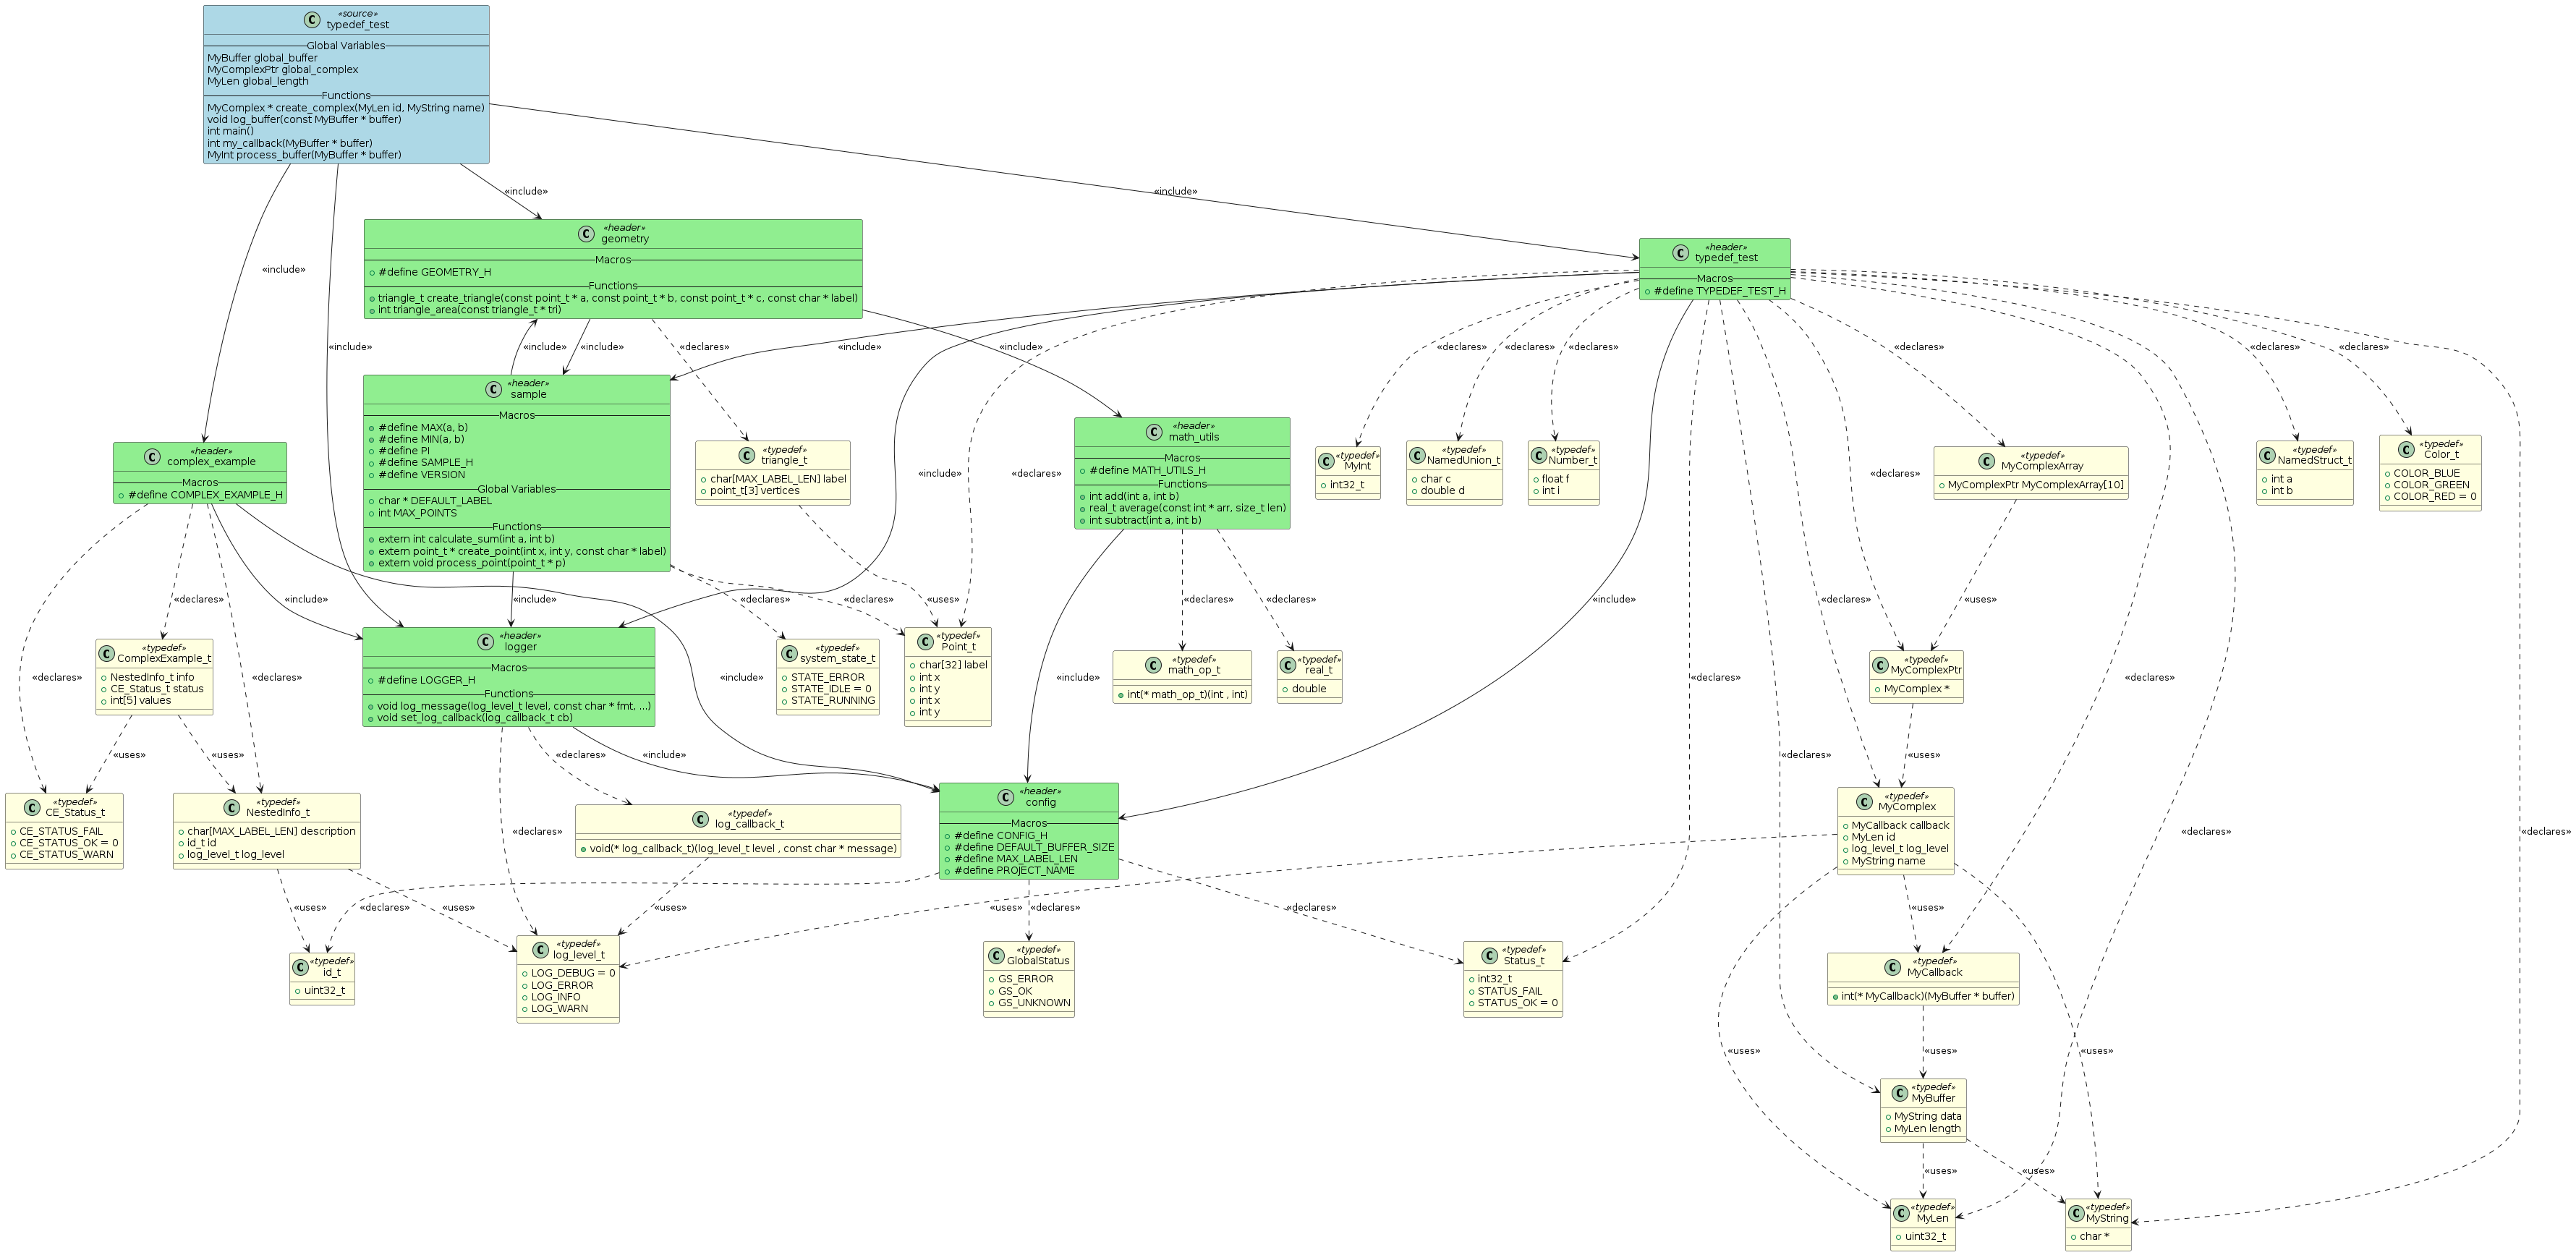 C «source»
typedef_test
Global Variables
MyBuffer global_buffer
MyComplexPtr global_complex
MyLen global_length
Functions
MyComplex * create_complex(MyLen id, MyString name)
void log_buffer(const MyBuffer * buffer)
int main()
int my_callback(MyBuffer * buffer)
MyInt process_buffer(MyBuffer * buffer)
«include»
«include»
«include»
«include»
C «header»
geometry
Macros
#define GEOMETRY_H
Functions
triangle_t create_triangle(const point_t * a, const point_t * b, const point_t * c, const char * label)
int triangle_area(const triangle_t * tri)
C «header»
typedef_test
Macros
#define TYPEDEF_TEST_H
«include»
«include»
«declares»
«include»
«include»
«declares»
«declares»
«declares»
«declares»
«declares»
«declares»
C «header»
sample
Macros
#define MAX(a, b)
#define MIN(a, b)
#define PI
#define SAMPLE_H
#define VERSION
Global Variables
char * DEFAULT_LABEL
int MAX_POINTS
Functions
extern int calculate_sum(int a, int b)
extern point_t * create_point(int x, int y, const char * label)
extern void process_point(point_t * p)
C «header»
complex_example
Macros
#define COMPLEX_EXAMPLE_H
C «typedef»
triangle_t
char[MAX_LABEL_LEN] label
point_t[3] vertices
C «header»
math_utils
Macros
#define MATH_UTILS_H
Functions
int add(int a, int b)
real_t average(const int * arr, size_t len)
int subtract(int a, int b)
C «typedef»
MyInt
int32_t
C «typedef»
NamedUnion_t
char c
double d
C «typedef»
Number_t
float f
int i
C «typedef»
MyComplexArray
MyComplexPtr MyComplexArray[10]
C «typedef»
NamedStruct_t
int a
int b
C «typedef»
Color_t
COLOR_BLUE
COLOR_GREEN
COLOR_RED = 0
«include»
«declares»
«declares»
«declares»
«include»
«include»
«declares»
«declares»
«uses»
«declares»
«declares»
«include»
«declares»
«uses»
C «typedef»
ComplexExample_t
NestedInfo_t info
CE_Status_t status
int[5] values
C «header»
logger
Macros
#define LOGGER_H
Functions
void log_message(log_level_t level, const char * fmt, ...)
void set_log_callback(log_callback_t cb)
C «typedef»
system_state_t
STATE_ERROR
STATE_IDLE = 0
STATE_RUNNING
C «typedef»
Point_t
char[32] label
int x
int y
int x
int y
C «typedef»
math_op_t
int(* math_op_t)(int , int)
C «typedef»
real_t
double
C «typedef»
MyComplexPtr
MyComplex *
«declares»
«declares»
«include»
«include»
«declares»
«declares»
«uses»
«uses»
«declares»
«include»
«declares»
«uses»
C «typedef»
CE_Status_t
CE_STATUS_FAIL
CE_STATUS_OK = 0
CE_STATUS_WARN
C «typedef»
NestedInfo_t
char[MAX_LABEL_LEN] description
id_t id
log_level_t log_level
C «typedef»
log_callback_t
void(* log_callback_t)(log_level_t level , const char * message)
C «header»
config
Macros
#define CONFIG_H
#define DEFAULT_BUFFER_SIZE
#define MAX_LABEL_LEN
#define PROJECT_NAME
C «typedef»
MyComplex
MyCallback callback
MyLen id
log_level_t log_level
MyString name
«declares»
«declares»
«declares»
«uses»
«declares»
«uses»
«uses»
«uses»
«declares»
«declares»
«uses»
C «typedef»
id_t
uint32_t
C «typedef»
log_level_t
LOG_DEBUG = 0
LOG_ERROR
LOG_INFO
LOG_WARN
C «typedef»
GlobalStatus
GS_ERROR
GS_OK
GS_UNKNOWN
C «typedef»
Status_t
int32_t
STATUS_FAIL
STATUS_OK = 0
C «typedef»
MyCallback
int(* MyCallback)(MyBuffer * buffer)
«uses»
«uses»
«uses»
C «typedef»
MyBuffer
MyString data
MyLen length
«uses»
«uses»
C «typedef»
MyLen
uint32_t
C «typedef»
MyString
char *